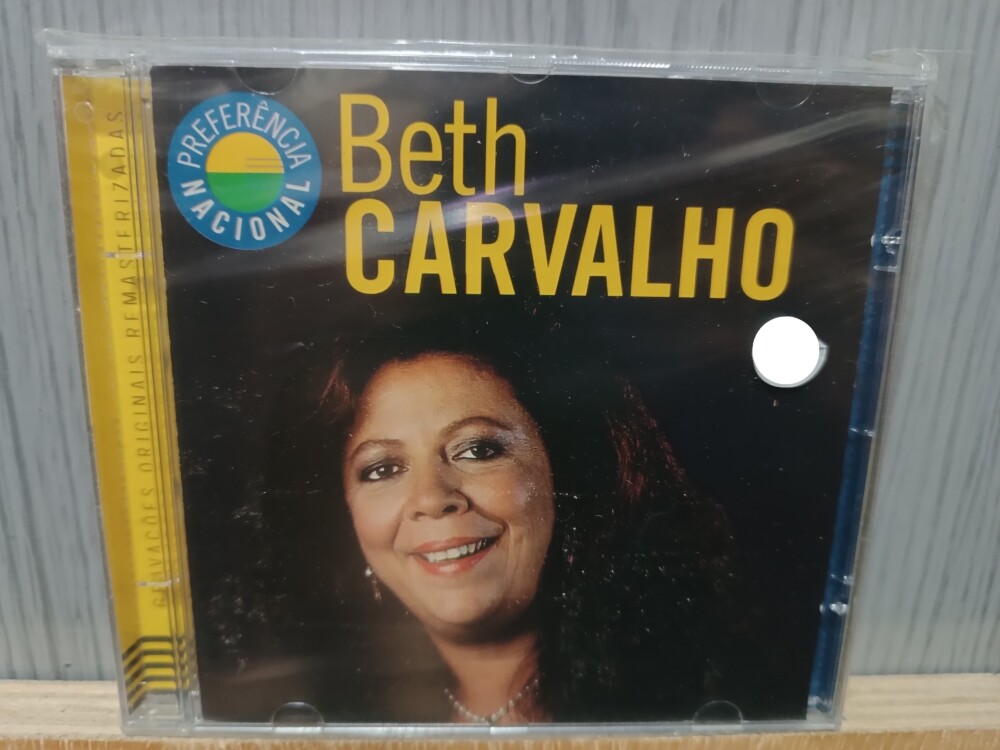 PREFERÊNCIA
NACIONAL
Beth
CARVALHO
GRAVAÇÕES ORIGINAIS REMASTERIZADAS